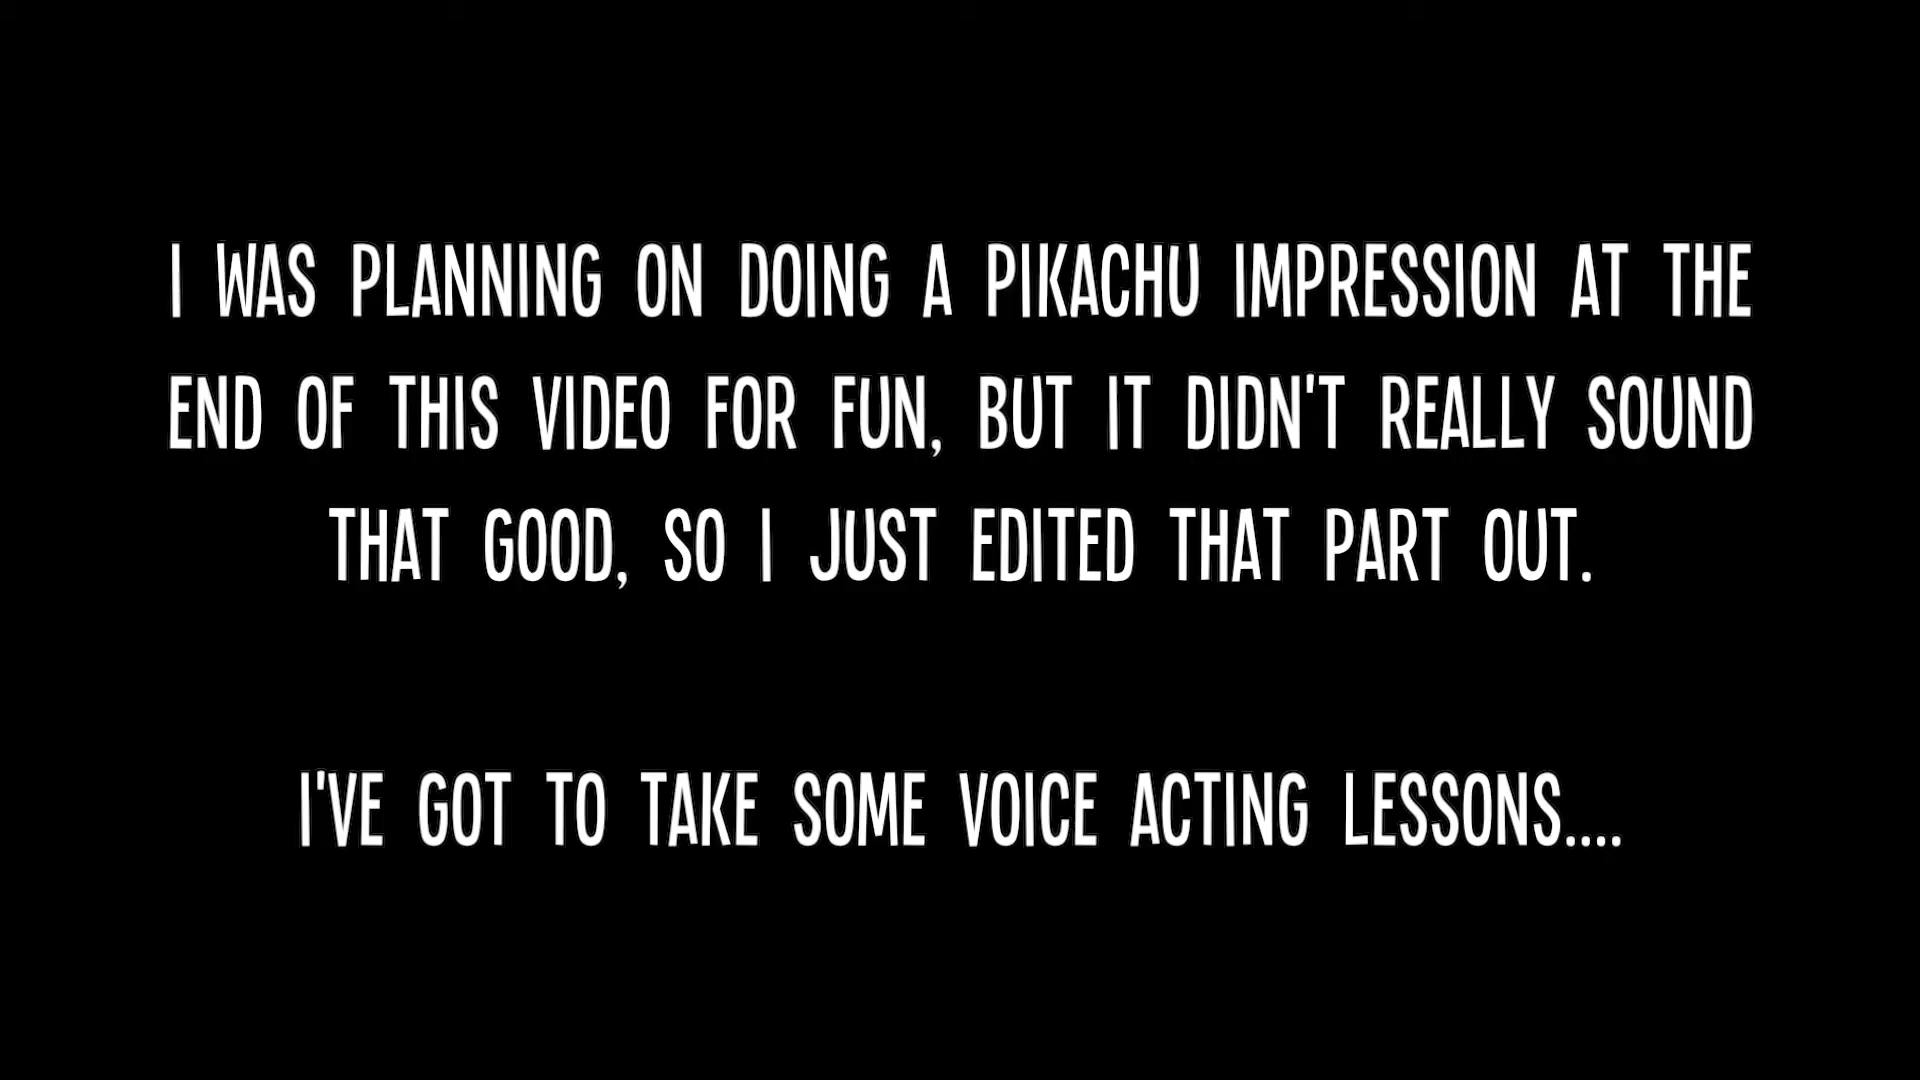 I WAS PLANNING ON DOING A PIKACHU IMPRESSION AT THE
END OF THIS VIDEO FOR FUN, BUT IT DIDN'T REALLY SOUND
THAT GOOD, SO I JUST EDITED THAT PART OUT.
I'VE GOT TO TAKE SOME VOICE ACTING LESSONS....